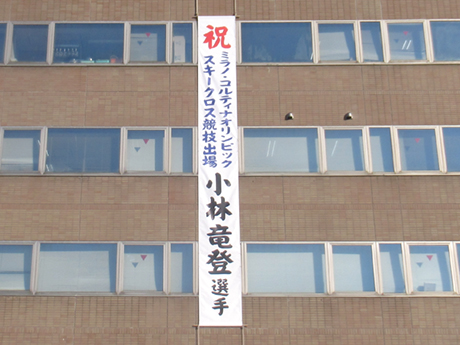 祝
ミラノ・コルティナオリンピック
スキークロス競技出場
小林竜登選手